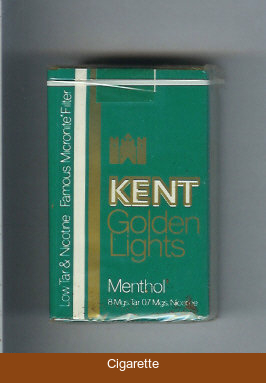 Low Tar & Nicotine Famous Micronite Filter
KENT
Golden
Lights
Menthol
8 Mgs. Tar 0.7 Mgs. Nicotine
Cigarette